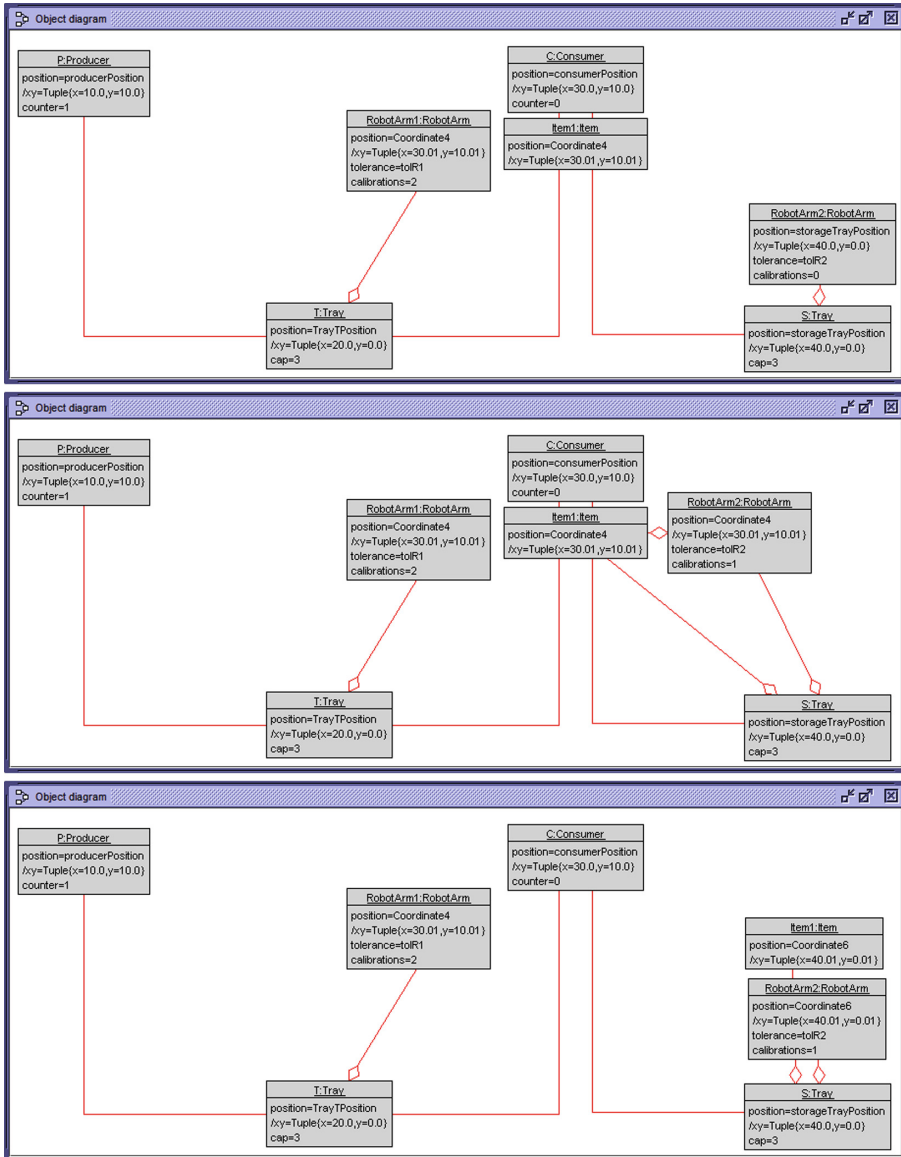 Object diagram
P:Producer
position=producerPosition
/xy=Tuple{x=10.0,y=10.0}
counter=1
C:Consumer
position=consumerPosition
/xy=Tuple{x=30.0,y=10.0}
counter=0
RobotArm1:RobotArm
position=Coordinate4
/xy=Tuple{x=30.01,y=10.01}
tolerance=tolR1
calibrations=2
Item1:Item
position=Coordinate4
/xy=Tuple{x=30.01,y=10.01}
RobotArm2:RobotArm
position=storageTrayPosition
/xy=Tuple{x=40.0,y=0.0}
tolerance=tolR2
calibrations=0
T:Tray
position=TrayTPosition
/xy=Tuple{x=20.0,y=0.0}
cap=3
S:Tray
position=storageTrayPosition
/xy=Tuple{x=40.0,y=0.0}
cap=3
Object diagram
P:Producer
position=producerPosition
/xy=Tuple{x=10.0,y=10.0}
counter=1
C:Consumer
position=consumerPosition
/xy=Tuple{x=30.0,y=10.0}
counter=0
RobotArm1:RobotArm
position=Coordinate4
/xy=Tuple{x=30.01,y=10.01}
tolerance=tolR1
calibrations=2
Item1:Item
position=Coordinate4
/xy=Tuple{x=30.01,y=10.01}
RobotArm2:RobotArm
position=Coordinate4
/xy=Tuple{x=30.01,y=10.01}
tolerance=tolR2
calibrations=1
T:Tray
position=TrayTPosition
/xy=Tuple{x=20.0,y=0.0}
cap=3
S:Tray
position=storageTrayPosition
/xy=Tuple{x=40.0,y=0.0}
cap=3
Object diagram
P:Producer
position=producerPosition
/xy=Tuple{x=10.0,y=10.0}
counter=1
C:Consumer
position=consumerPosition
/xy=Tuple{x=30.0,y=10.0}
counter=0
RobotArm1:RobotArm
position=Coordinate4
/xy=Tuple{x=30.01,y=10.01}
tolerance=tolR1
calibrations=2
Item1:Item
position=Coordinate6
/xy=Tuple{x=40.01,y=0.01}
RobotArm2:RobotArm
position=Coordinate6
/xy=Tuple{x=40.01,y=0.01}
tolerance=tolR2
calibrations=1
T:Tray
position=TrayTPosition
/xy=Tuple{x=20.0,y=0.0}
cap=3
S:Tray
position=storageTrayPosition
/xy=Tuple{x=40.0,y=0.0}
cap=3